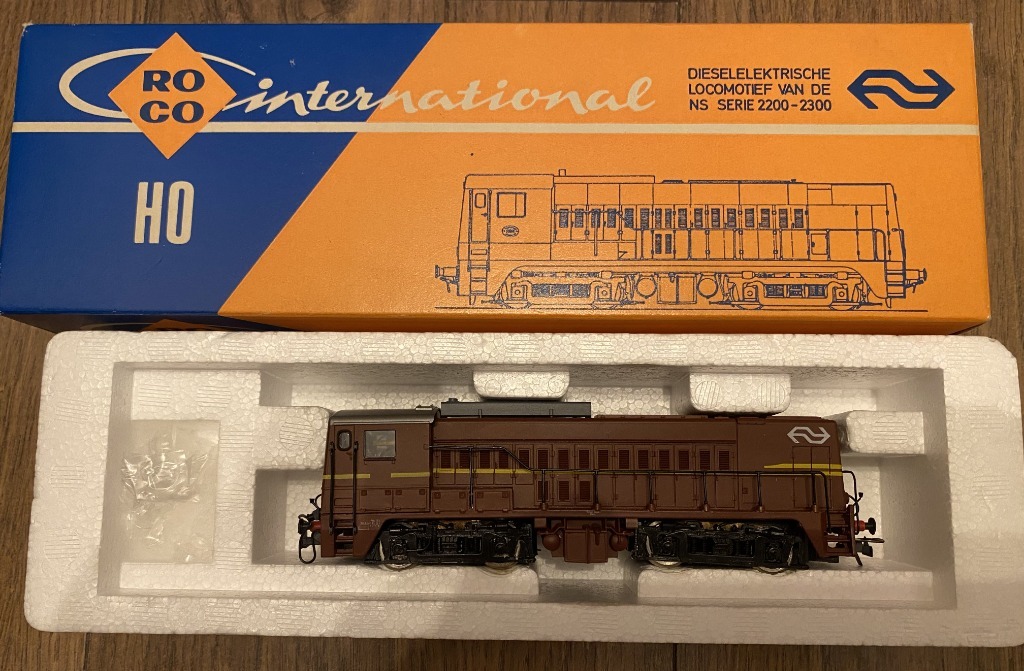 RO
CO
international
DIESELELEKTRISCHE
LOCOMOTIEF VAN DE
NS SERIE 2200-2300
HO